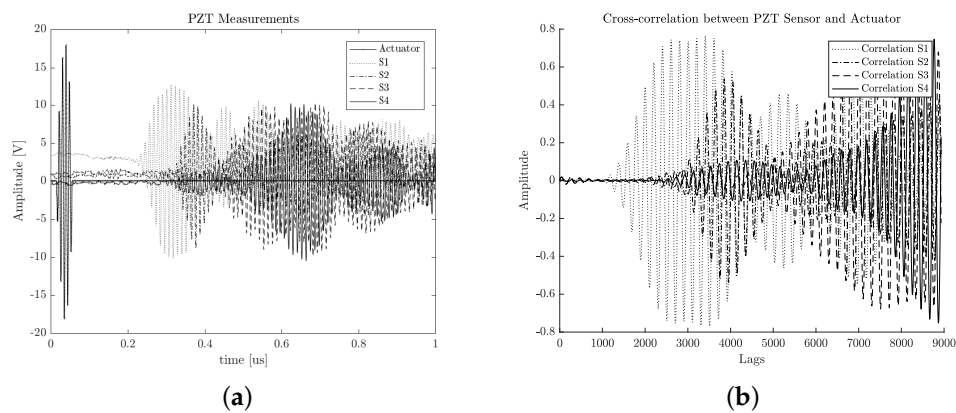 PZT Measurements
20
15
10
5
0
-5
-10
-15
-20
Amplitude [V]
0
0.2
0.4
0.6
0.8
1
time [us]
Actuator
S1
S2
S3
S4
(a)
Cross-correlation between PZT Sensor and Actuator
0.8
0.6
0.4
0.2
0
-0.2
-0.4
-0.6
-0.8
Amplitude
0
1000
2000
3000
4000
5000
6000
7000
8000
9000
Lags
Correlation S1
Correlation S2
Correlation S3
Correlation S4
(b)